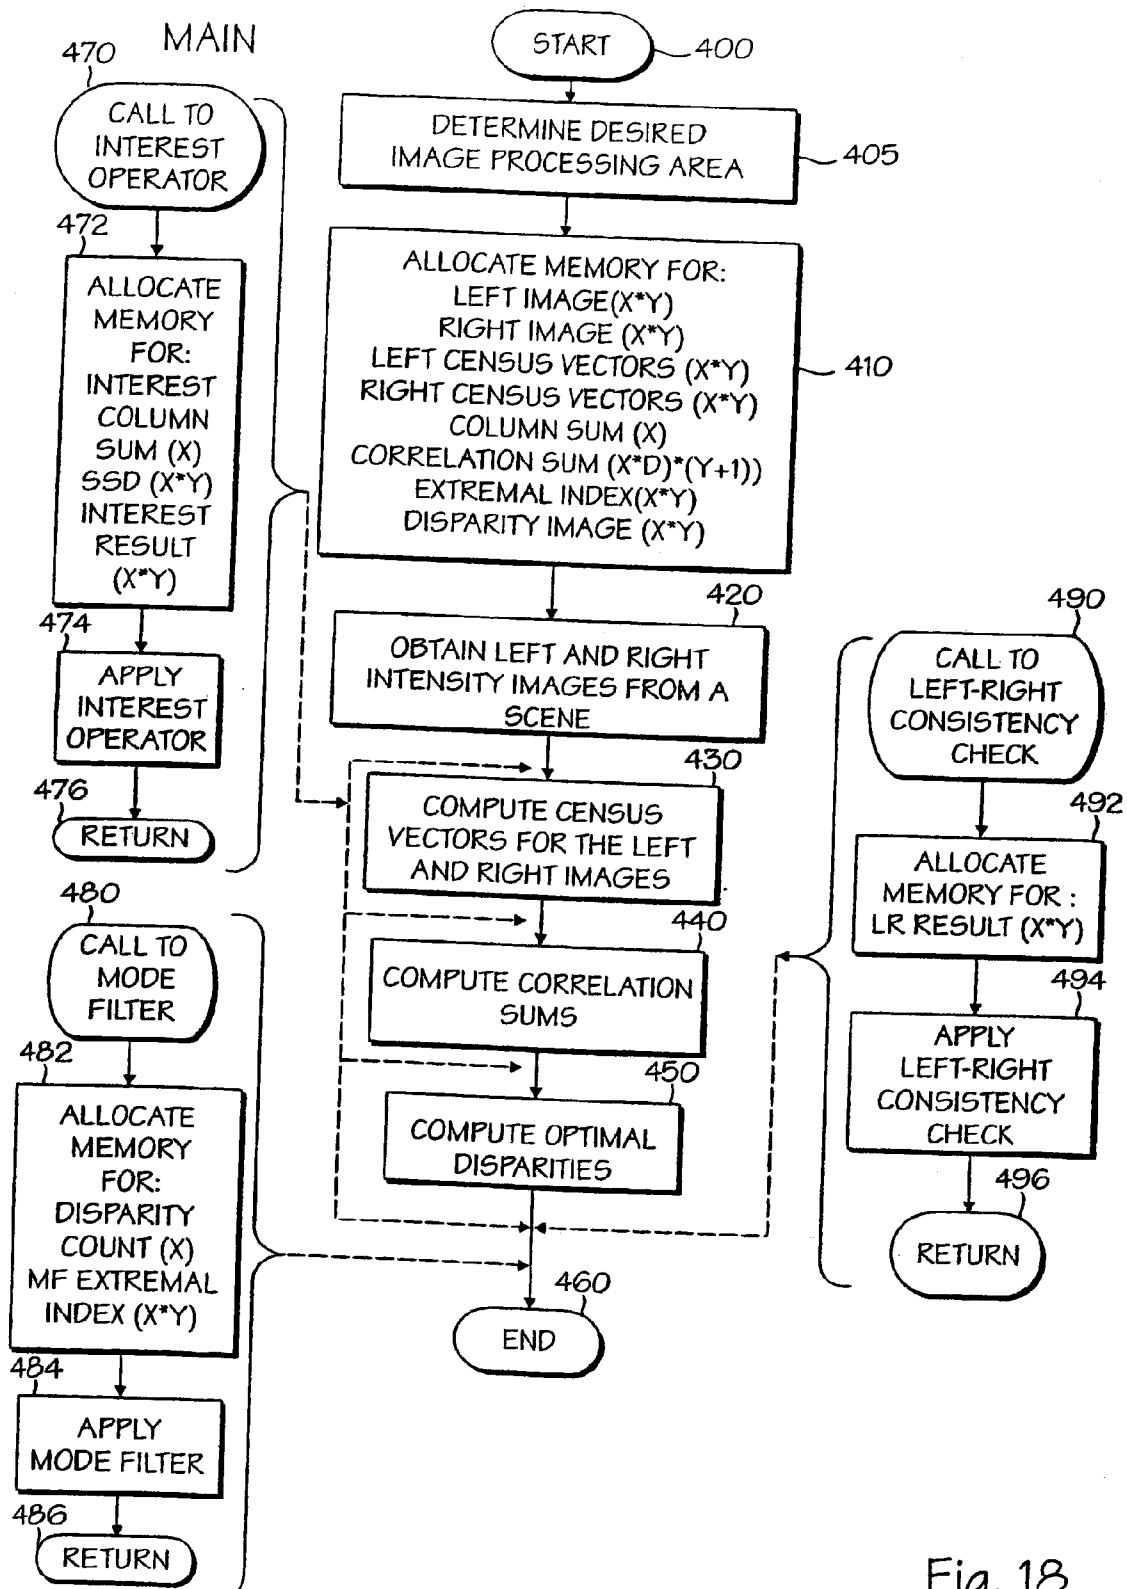 MAIN
START
400
DETERMINE DESIRED
IMAGE PROCESSING AREA
405
ALLOCATE MEMORY FOR:
LEFT IMAGE(X*Y)
RIGHT IMAGE (X*Y)
LEFT CENSUS VECTORS (X*Y)
RIGHT CENSUS VECTORS (X*Y)
COLUMN SUM (X)
CORRELATION SUM (X*D)*(Y+1))
EXTREMAL INDEX(X*Y)
DISPARITY IMAGE (X*Y)
410
420
OBTAIN LEFT AND RIGHT
INTENSITY IMAGES FROM A
SCENE
430
COMPUTE CENSUS
VECTORS FOR THE LEFT
AND RIGHT IMAGES
440
COMPUTE CORRELATION
SUMS
450
COMPUTE OPTIMAL
DISPARITIES
460
END
470
CALL TO
INTEREST
OPERATOR
472
ALLOCATE
MEMORY
FOR:
INTEREST
COLUMN
SUM (X)
SSD (X*Y)
INTEREST
RESULT
(X*Y)
474
APPLY
INTEREST
OPERATOR
476
RETURN
480
CALL TO
MODE
FILTER
482
ALLOCATE
MEMORY
FOR:
DISPARITY
COUNT (X)
MF EXTREMAL
INDEX (X*Y)
484
APPLY
MODE FILTER
486
RETURN
490
CALL TO
LEFT-RIGHT
CONSISTENCY
CHECK
492
ALLOCATE
MEMORY FOR :
LR RESULT (X*Y)
494
APPLY
LEFT-RIGHT
CONSISTENCY
CHECK
496
RETURN
Fig. 18